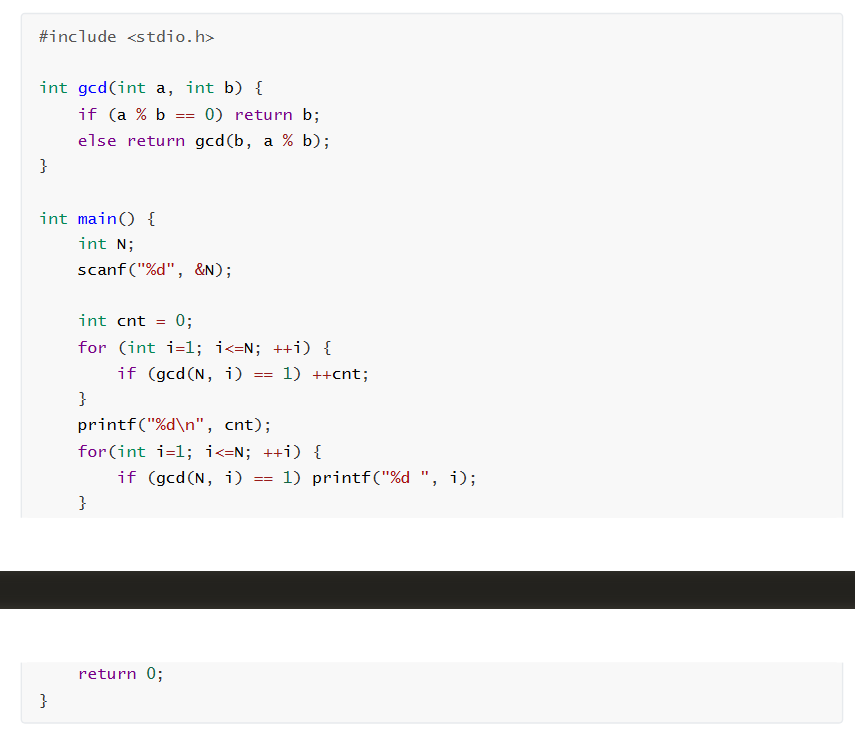 #include <stdio.h>
int gcd(int a, int b) {
    if (a % b == 0) return b;
    else return gcd(b, a % b);
}
int main() {
    int N;
    scanf("%d", &N);
    int cnt = 0;
    for (int i=1; i<=N; ++i) {
        if (gcd(N, i) == 1) ++cnt;
    }
    printf("%d\n", cnt);
    for(int i=1; i<=N; ++i) {
        if (gcd(N, i) == 1) printf("%d ", i);
    }
    return 0;
}